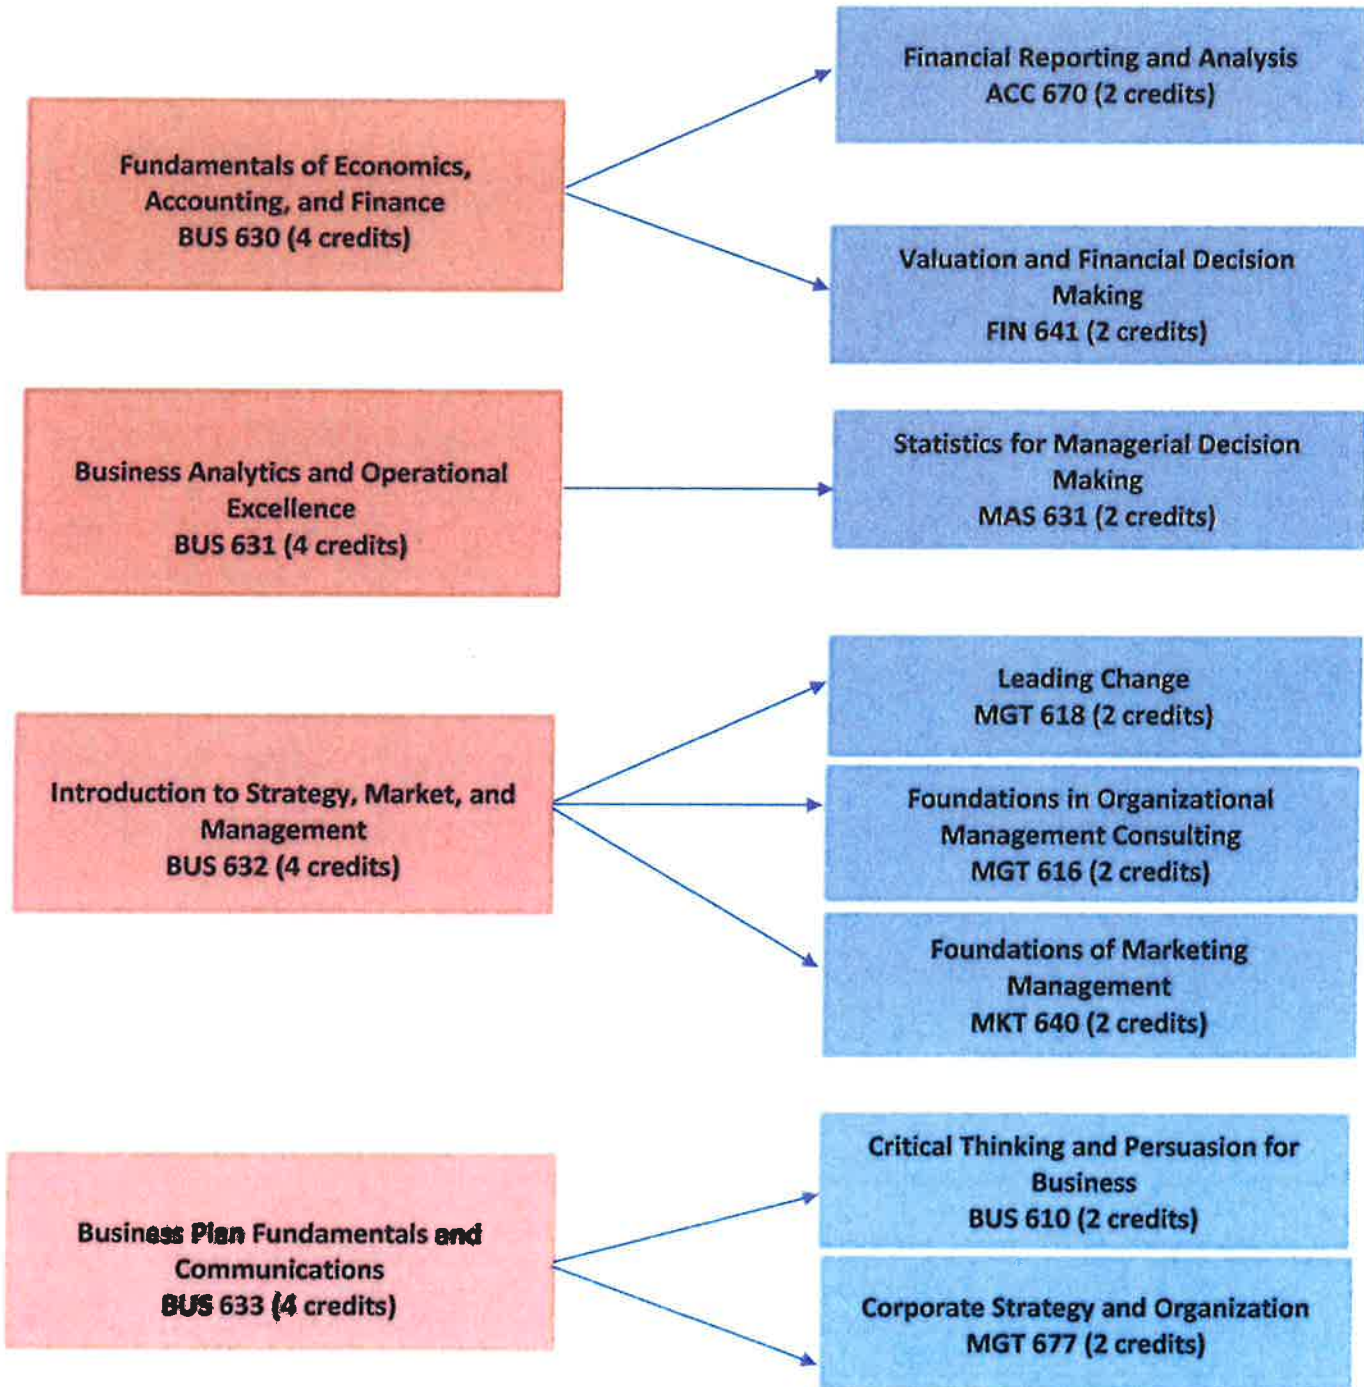 Fundamentals of Economics,
Accounting, and Finance
BUS 630 (4 credits)
Financial Reporting and Analysis
ACC 670 (2 credits)
Valuation and Financial Decision
Making
FIN 641 (2 credits)
Business Analytics and Operational
Excellence
BUS 631 (4 credits)
Statistics for Managerial Decision
Making
MAS 631 (2 credits)
Introduction to Strategy, Market, and
Management
BUS 632 (4 credits)
Leading Change
MGT 618 (2 credits)
Foundations in Organizational
Management Consulting
MGT 616 (2 credits)
Foundations of Marketing
Management
MKT 640 (2 credits)
Business Plan Fundamentals and
Communications
BUS 633 (4 credits)
Critical Thinking and Persuasion for
Business
BUS 610 (2 credits)
Corporate Strategy and Organization
MGT 677 (2 credits)